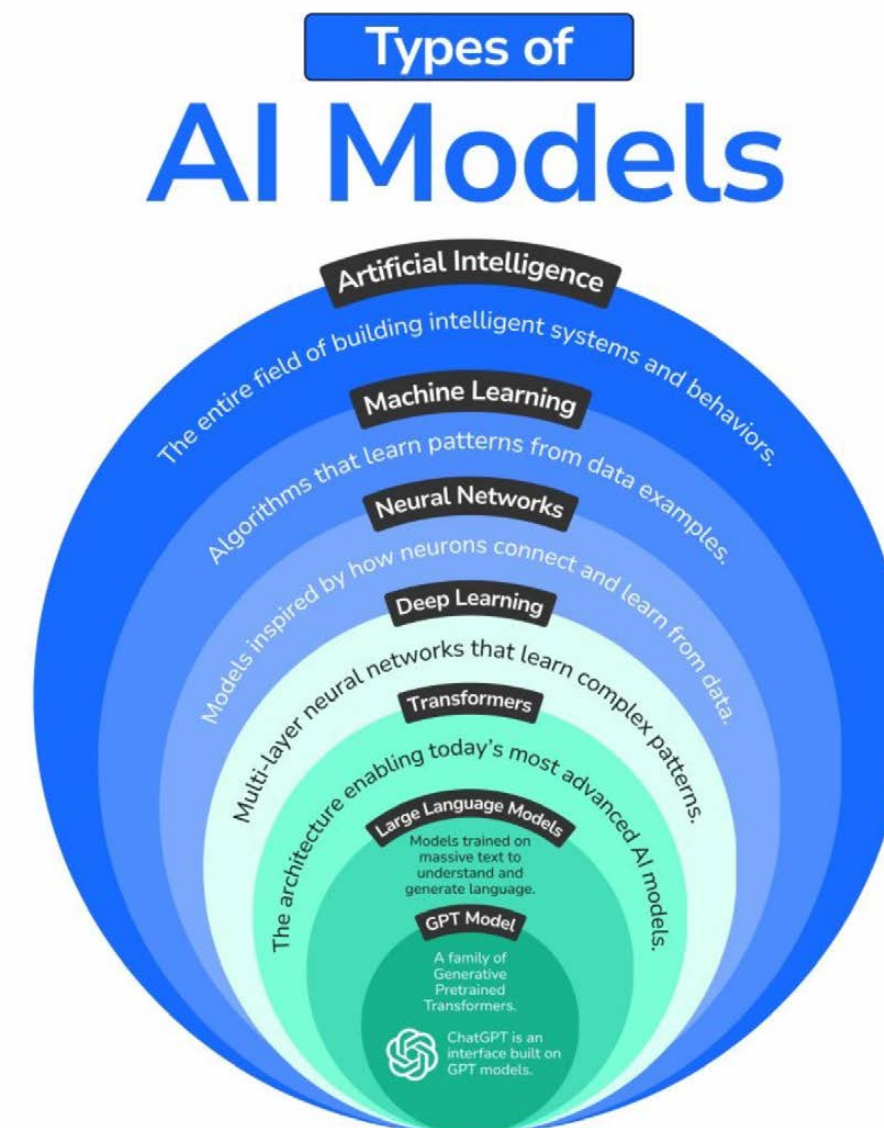 Types of
AI Models
Artificial Intelligence
The entire field of building intelligent systems and behaviors.
Machine Learning
Algorithms that learn patterns from data examples.
Neural Networks
Models inspired by how neurons connect and learn from data.
Deep Learning
Multi-layer neural networks that learn complex patterns.
Transformers
The architecture enabling today's most advanced AI models.
Large Language Models
Models trained on
massive text to
understand and
generate language.
GPT Model
A family of
Generative
Pretrained
Transformers.
ChatGPT is an
interface built on
GPT models.